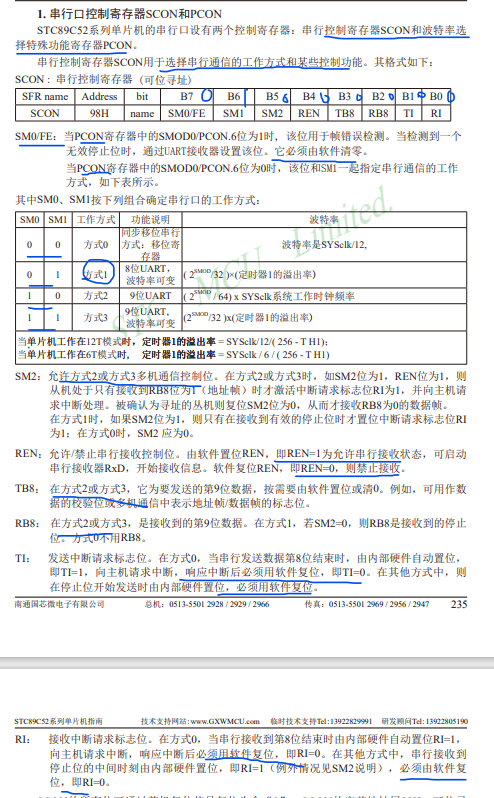 1. 串行口控制寄存器SCON和PCON
STC89C52系列单片机的串行口设有两个控制寄存器：串行控制寄存器SCON和波特率选
择特殊功能寄存器PCON。
串行控制寄存器SCON用于选择串行通信的工作方式和某些控制功能。其格式如下：
SCON：串行控制寄存器 (可位寻址)
SFR name Address bit B7 B6 B5 B4 B3 B2 B1 B0
SCON 98H name SM0/FE SM1 SM2 REN TB8 RB8 TI RI
SM0/FE：当PCON寄存器中的SMOD0/PCON.6位为1时，该位用于帧错误检测。当检测到一个
无效停止位时，通过UART接收器设置该位。它必须由软件清零。
当PCON寄存器中的SMOD0/PCON.6位为0时，该位和SM1一起指定串行通信的工作
方式，如下表所示。
其中SM0、SM1按下列组合确定串行口的工作方式：
SM0 SM1 工作方式 功能说明 波特率
0 0 方式0 同步移位串行方式：移位寄存器 波特率是SYSclk/12,
0 1 方式1 8位UART，波特率可变 ( 2SMOD/32 )×(定时器1的溢出率)
1 0 方式2 9位UART ( 2SMOD / 64) x SYSclk系统工作时钟频率
1 1 方式3 9位UART，波特率可变 (2SMOD/32 )x(定时器1的溢出率)
当单片机工作在12T模式时，定时器1的溢出率 = SYSclk/12/( 256 - T H1);
当单片机工作在6T模式时， 定时器1的溢出率 = SYSclk / 6 / ( 256 - TH1)
SM2：允许方式2或方式3多机通信控制位。在方式2或方式3时，如SM2位为1，REN位为1，则
从机处于只有接收到RB8位为1（地址帧）时才激活中断请求标志位RI为1，并向主机请
求中断处理。被确认为寻址的从机则复位SM2位为0，从而才接收RB8为0的数据帧。
在方式1时，如果SM2位为1，则只有在接收到有效的停止位时才置位中断请求标志位RI
为1；在方式0时，SM2 应为0。
REN：允许/禁止串行接收控制位。由软件置位REN，即REN=1为允许串行接收状态，可启动
串行接收器RxD，开始接收信息。软件复位REN，即REN=0，则禁止接收。
TB8：在方式2或方式3，它为要发送的第9位数据，按需要由软件置位或清0。例如，可用作数
据的校验位或多机通信中表示地址帧/数据帧的标志位。
RB8：在方式2或方式3，是接收到的第9位数据。在方式1，若SM2=0，则RB8是接收到的停止
位。方式0不用RB8。
TI： 发送中断请求标志位。在方式0，当串行发送数据第8位结束时，由内部硬件自动置位，
即TI=1，向主机请求中断，响应中断后必须用软件复位，即TI=0。在其他方式中，则
在停止位开始发送时由内部硬件置位，必须用软件复位。
南通国芯微电子有限公司 总机：0513-5501 2928 / 2929 / 2966 传真：0513-5501 2969 / 2956 / 2947 235
STC89C52系列单片机指南 技术支持网站：www.GXWMCU.com 临时技术支持Tel:13922829991 研发顾问Tel:13922805190
RI： 接收中断请求标志位。在方式0，当串行接收到第8位结束时由内部硬件自动置位RI=1，
向主机请求中断，响应中断后必须用软件复位，即RI=0。在其他方式中，串行接收到
停止位的中间时刻由内部硬件置位，即RI=1（例外情况见SM2说明），必须由软件复
位，即RI=0。